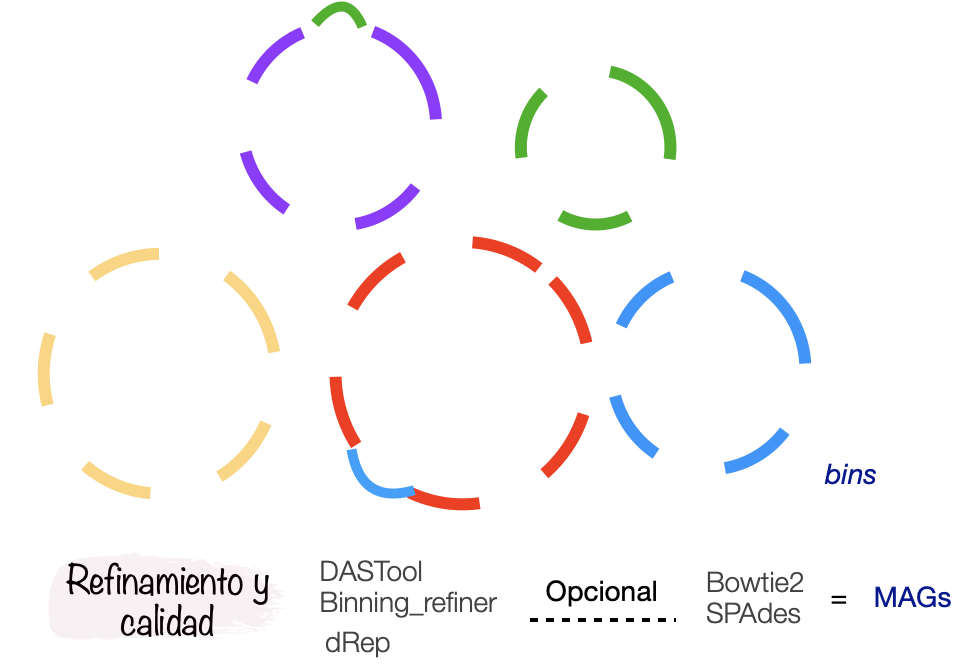 bins
Refinamiento y
calidad
DASTool
Binning_refiner
dRep
Opcional
Bowtie2
SPAdes
=
MAGs